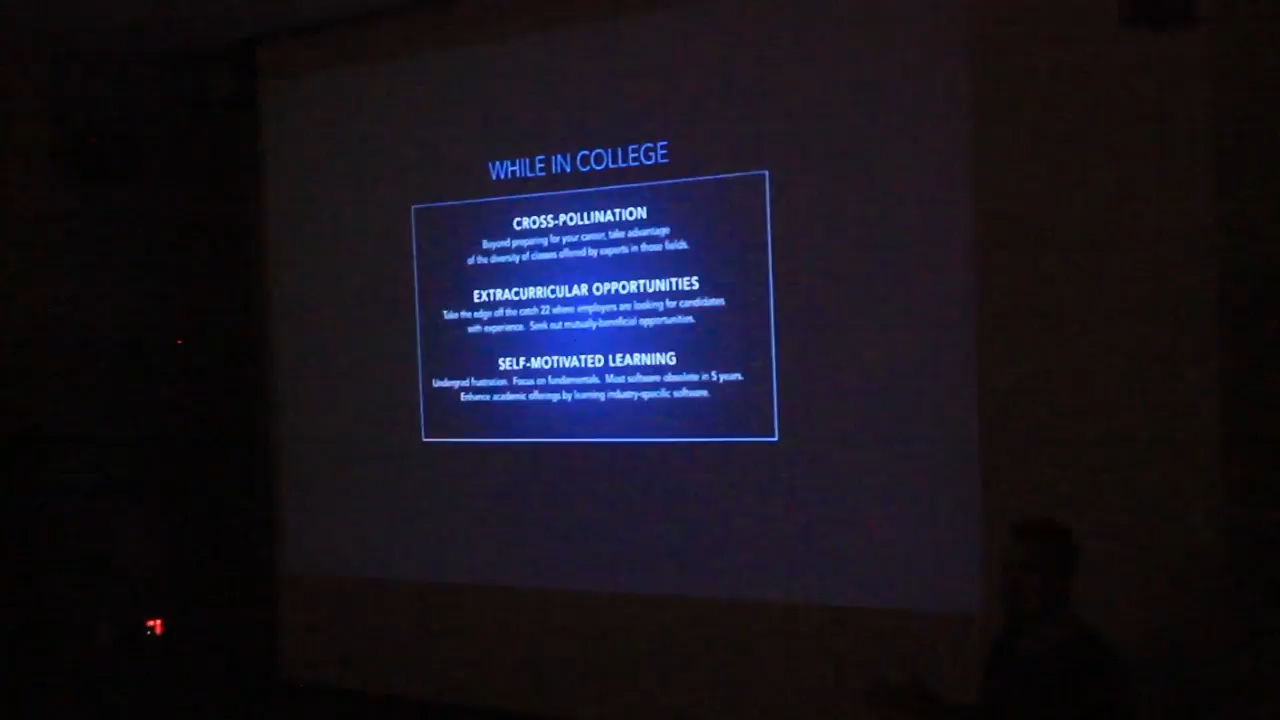 WHILE IN COLLEGE
CROSS-POLLINATION
Beyond preparing for your career, take advantage
of the diversity of classes offered by experts in those fields.
EXTRACURRICULAR OPPORTUNITIES
Take the edge off the catch 22 where employers are looking for candidates
with experience. Seek out mutually-beneficial opportunities.
SELF-MOTIVATED LEARNING
Undergrad frustration. Focus on fundamentals. Most software obsolete in 5 years.
Enhance academic offerings by learning industry-specific software.